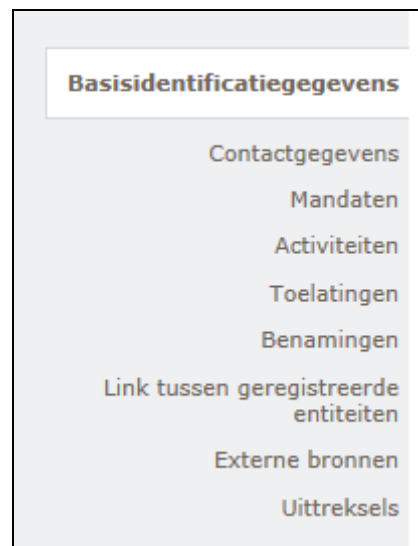 Basisidentificatiegegevens
Contactgegevens
Mandaten
Activiteiten
Toelatingen
Benamingen
Link tussen geregistreerde
entiteiten
Externe bronnen
Uittreksels